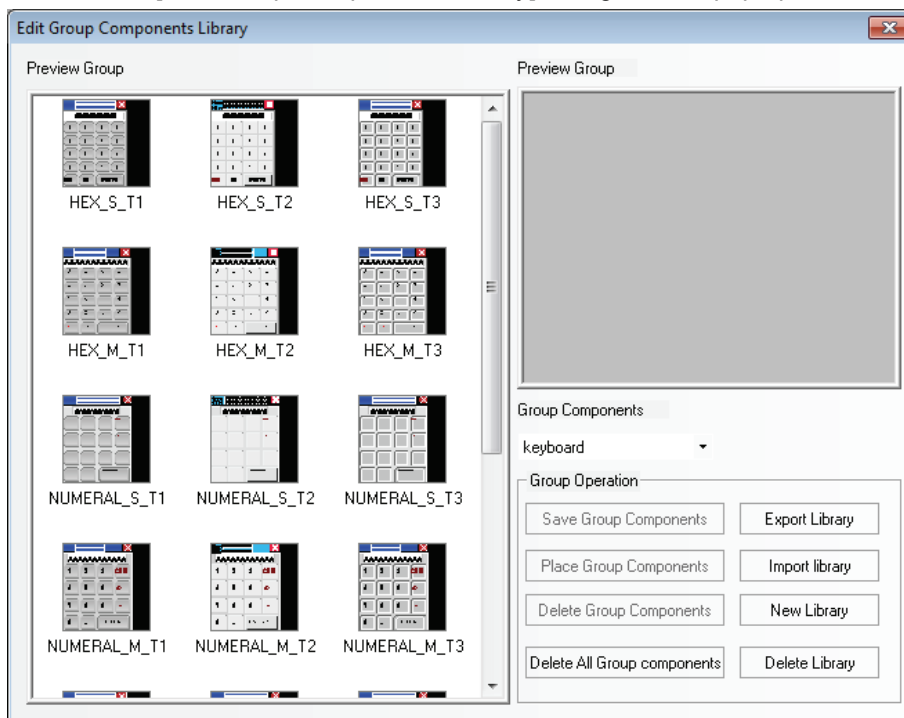 Edit Group Components Library
Preview Group
HEX_S_T1 HEX_S_T2 HEX_S_T3
HEX_M_T1 HEX_M_T2 HEX_M_T3
NUMERAL_S_T1 NUMERAL_S_T2 NUMERAL_S_T3
NUMERAL_M_T1 NUMERAL_M_T2 NUMERAL_M_T3
Preview Group
Group Components
keyboard
Group Operation
Save Group Components Export Library
Place Group Components Import library
Delete Group Components New Library
Delete All Group components Delete Library